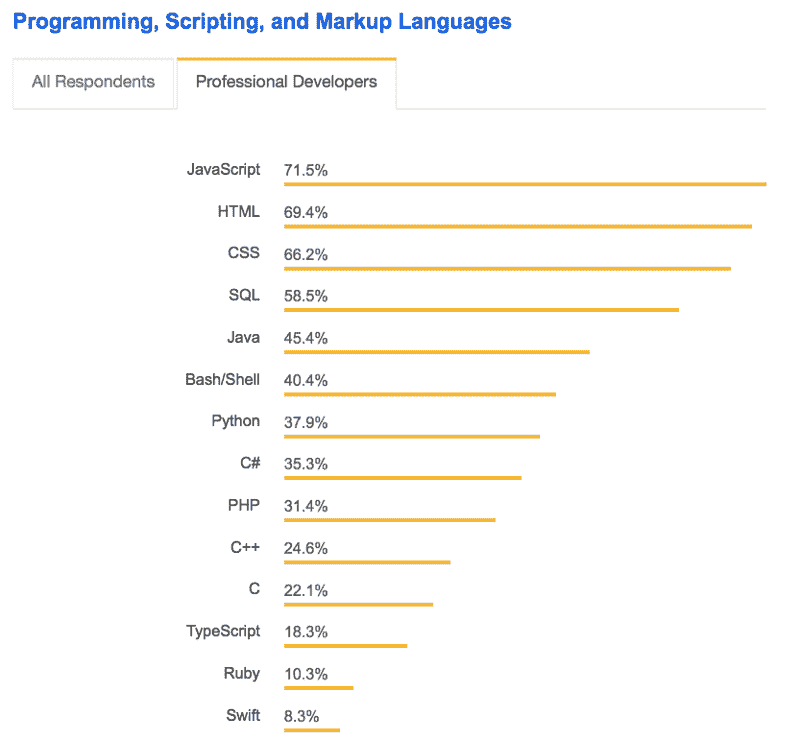 Programming, Scripting, and Markup Languages
All Respondents Professional Developers
JavaScript 71.5%
HTML 69.4%
CSS 66.2%
SQL 58.5%
Java 45.4%
Bash/Shell 40.4%
Python 37.9%
C# 35.3%
PHP 31.4%
C++ 24.6%
C 22.1%
TypeScript 18.3%
Ruby 10.3%
Swift 8.3%